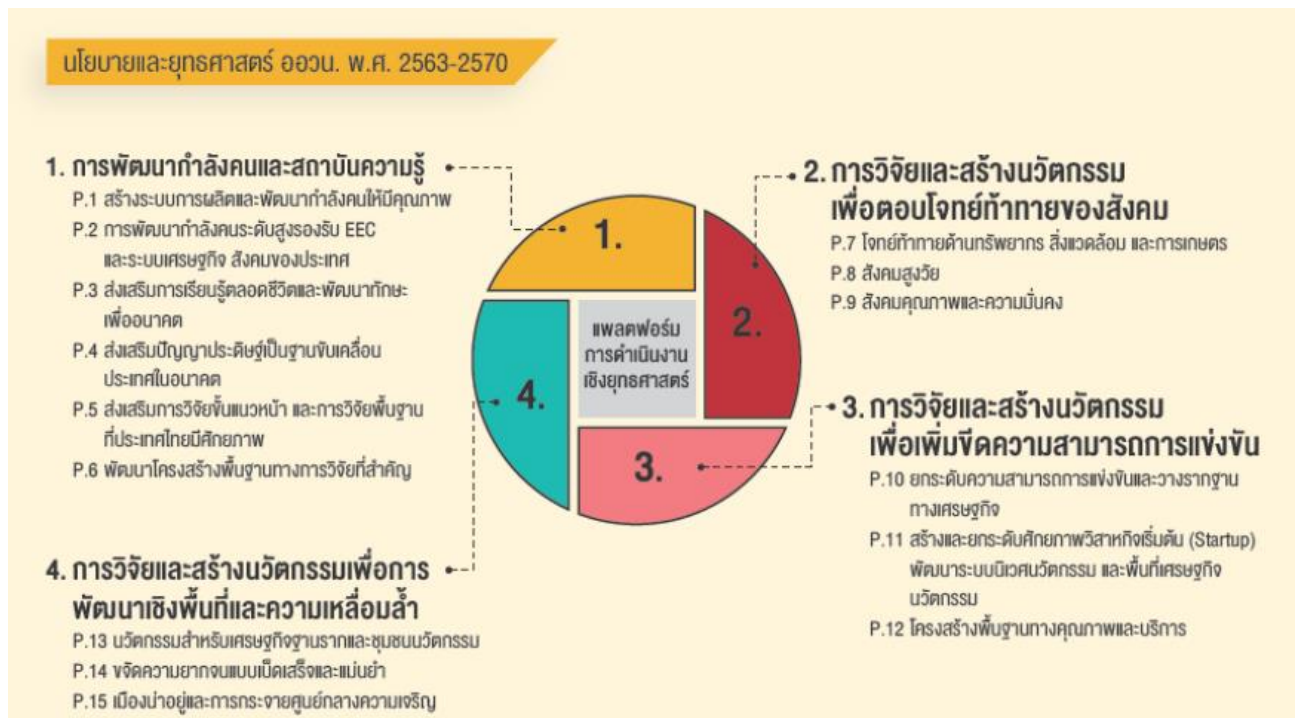 นโยบายและยุทธศาสตร์ ออวน. พ.ศ. 2563-2570
1. การพัฒนากำลังคนและสถาบันความรู้
P.1 สร้างระบบการผลิตและพัฒนากำลังคนให้มีคุณภาพ
P.2 การพัฒนากำลังคนระดับสูงรองรับ EEC
และระบบเศรษฐกิจ สังคมของประเทศ
P.3 ส่งเสริมการเรียนรู้ตลอดชีวิตและพัฒนาทักษะ
เพื่ออนาคต
P.4 ส่งเสริมปัญญาประดิษฐ์เป็นฐานขับเคลื่อน
ประเทศในอนาคต
P.5 ส่งเสริมการวิจัยขั้นแนวหน้า และการวิจัยพื้นฐาน
ที่ประเทศไทยมีศักยภาพ
P.6 พัฒนาโครงสร้างพื้นฐานทางการวิจัยที่สำคัญ
2. การวิจัยและสร้างนวัตกรรม
เพื่อตอบโจทย์ท้าทายของสังคม
P.7 โจทย์ท้าทายด้านทรัพยากร สิ่งแวดล้อม และการเกษตร
P.8 สังคมสูงวัย
P.9 สังคมคุณภาพและความมั่นคง
1.
2.
3.
4.
แพลตฟอร์ม
การดำเนินงาน
เชิงยุทธศาสตร์
3. การวิจัยและสร้างนวัตกรรม
เพื่อเพิ่มขีดความสามารถการแข่งขัน
P.10 ยกระดับความสามารถการแข่งขันและวางรากฐาน
ทางเศรษฐกิจ
P.11 สร้างและยกระดับศักยภาพวิสาหกิจเริ่มต้น (Startup)
พัฒนาระบบนิเวศนวัตกรรม และพื้นที่เศรษฐกิจ
นวัตกรรม
P.12 โครงสร้างพื้นฐานทางคุณภาพและบริการ
4. การวิจัยและสร้างนวัตกรรมเพื่อการ
พัฒนาเชิงพื้นที่และความเหลื่อมล้ำ
P.13 นวัตกรรมสำหรับเศรษฐกิจฐานรากและชุมชนนวัตกรรม
P.14 ขจัดความยากจนแบบเบ็ดเสร็จและแม่นยำ
P.15 เมืองน่าอยู่และการกระจายศูนย์กลางความเจริญ